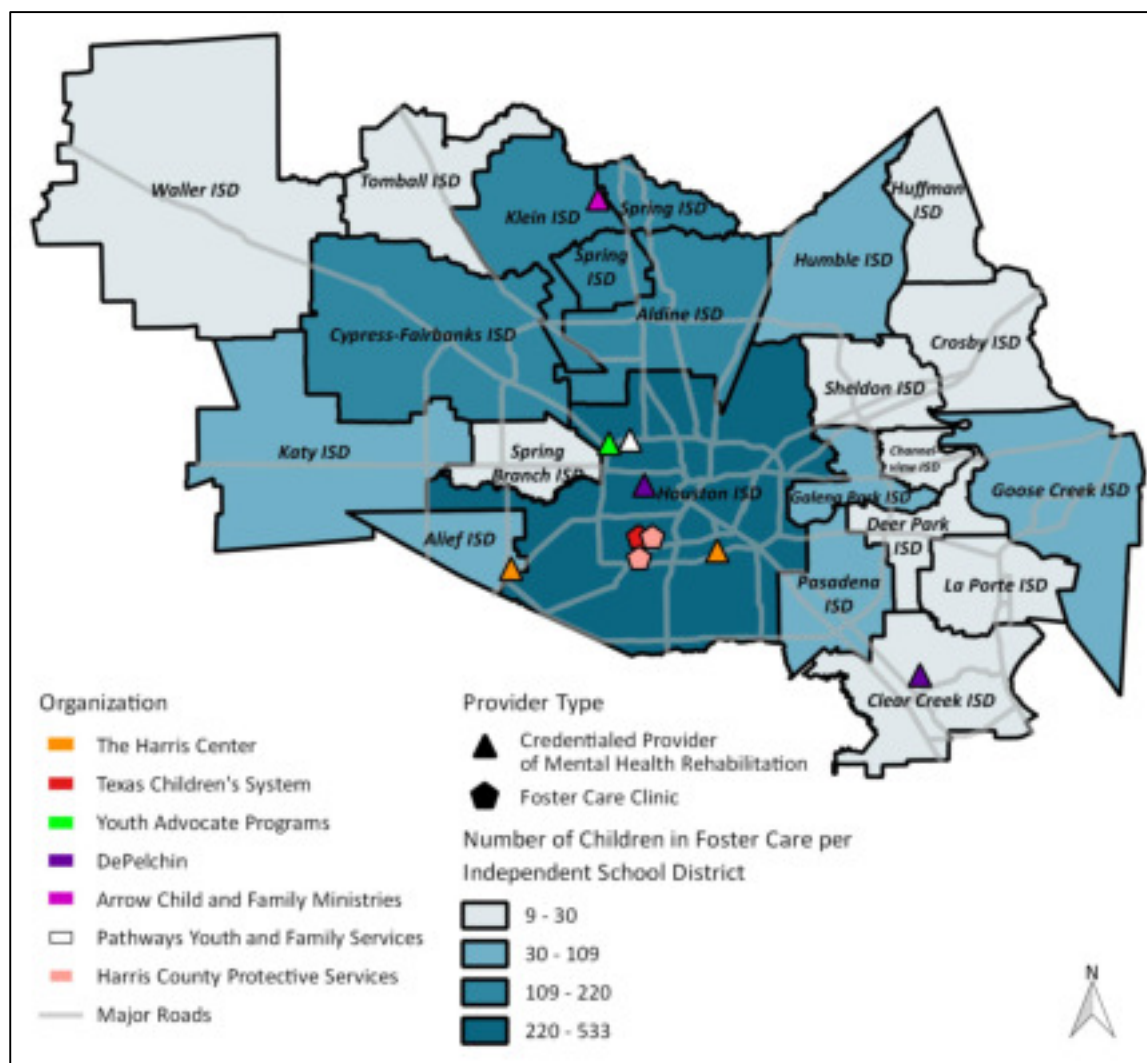 Waller ISD
Tomball ISD
Klein ISD
Spring ISD
Huffman
ISD
Spring
ISD
Humble ISD
Aldine ISD
Cypress-Fairbanks ISD
Crosby ISD
Sheldon ISD
Katy ISD
Spring
Branch ISD
Channel-
view ISD
Houston ISD
Galena Park ISD
Goose Creek ISD
Alief ISD
Deer Park
ISD
Pasadena
ISD
La Porte ISD
Clear Creek ISD
Organization
The Harris Center
Texas Children's System
Youth Advocate Programs
DePelchin
Arrow Child and Family Ministries
Pathways Youth and Family Services
Harris County Protective Services
Major Roads
Provider Type
Credentialed Provider
of Mental Health Rehabilitation
Foster Care Clinic
Number of Children in Foster Care per
Independent School District
9 - 30
30 - 109
109 - 220
220 - 533
N